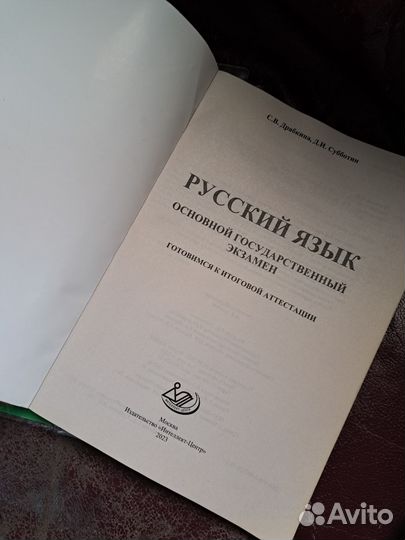 С.В. Драбкина, Д.И. Субботин
РУССКИЙ ЯЗЫК
ОСНОВНОЙ ГОСУДАРСТВЕННЫЙ
ЭКЗАМЕН
ГОТОВИМСЯ К ИТОГОВОЙ АТТЕСТАЦИИ
Москва
Издательство «Интеллект-Центр»
2023
Avito